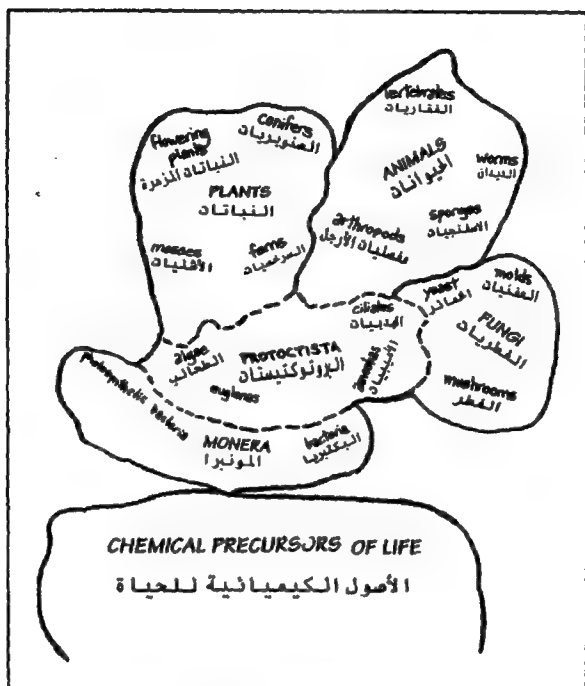 vertebrates
الفقاريات
conifers
الصنوبريات
flowering
plants
النباتات المزهرة
ANIMALS
الحيوانات
worms
الديدان
PLANTS
النباتات
sponges
الاسفنجيات
arthropods
مفصليات الأرجل
mosses
الأشنيات
ferns
السرخسيات
molds
العفنيات
yeast
الخمائر
FUNGI
الفطريات
ciliates
الهدبيات
algae
الطحالب
PROTOCTISTA
البروتوكتيستان
amoebas
الأميبيات
euglenas
mushrooms
الفطر
photosynthetic bacteria
MONERA
المونيرا
bacteria
البكتيريا
CHEMICAL PRECURSORS OF LIFE
الأصول الكيميائية للحياة